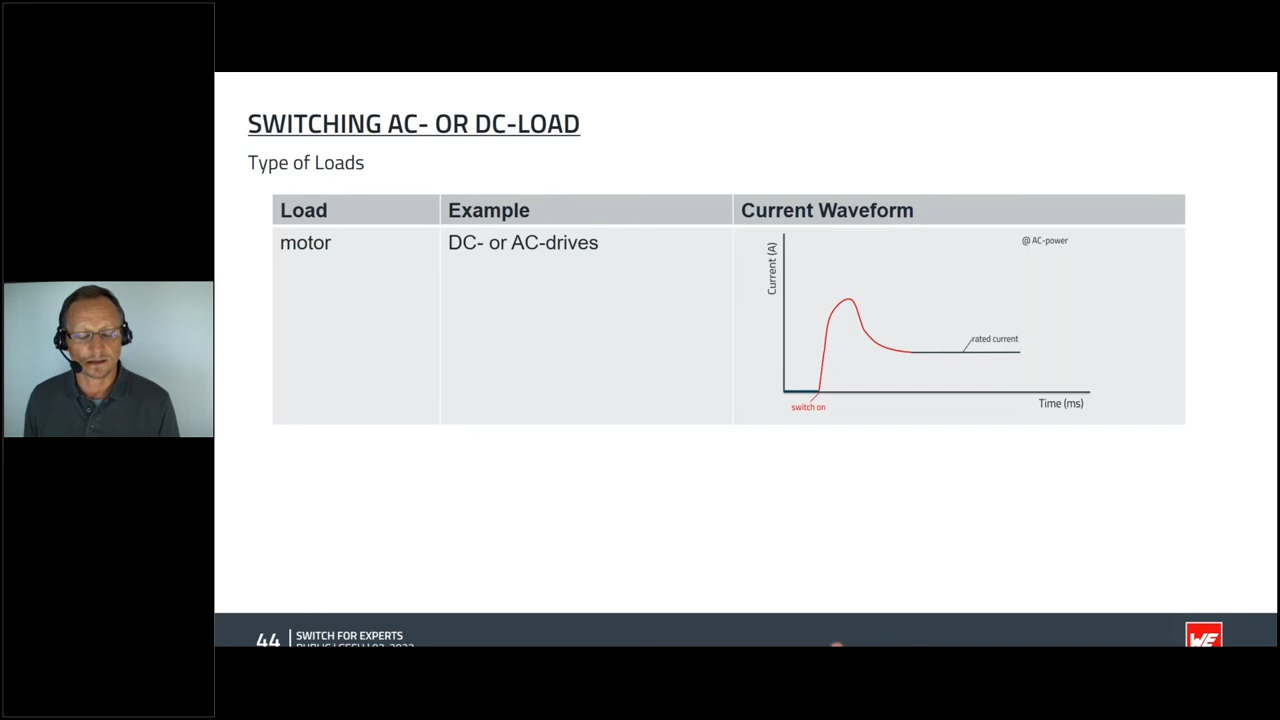 SWITCHING AC- OR DC-LOAD
Type of Loads
Load Example Current Waveform
motor DC- or AC-drives
@ AC-power
Current (A)
rated current
Time (ms)
switch on
44 SWITCH FOR EXPERTS
WE